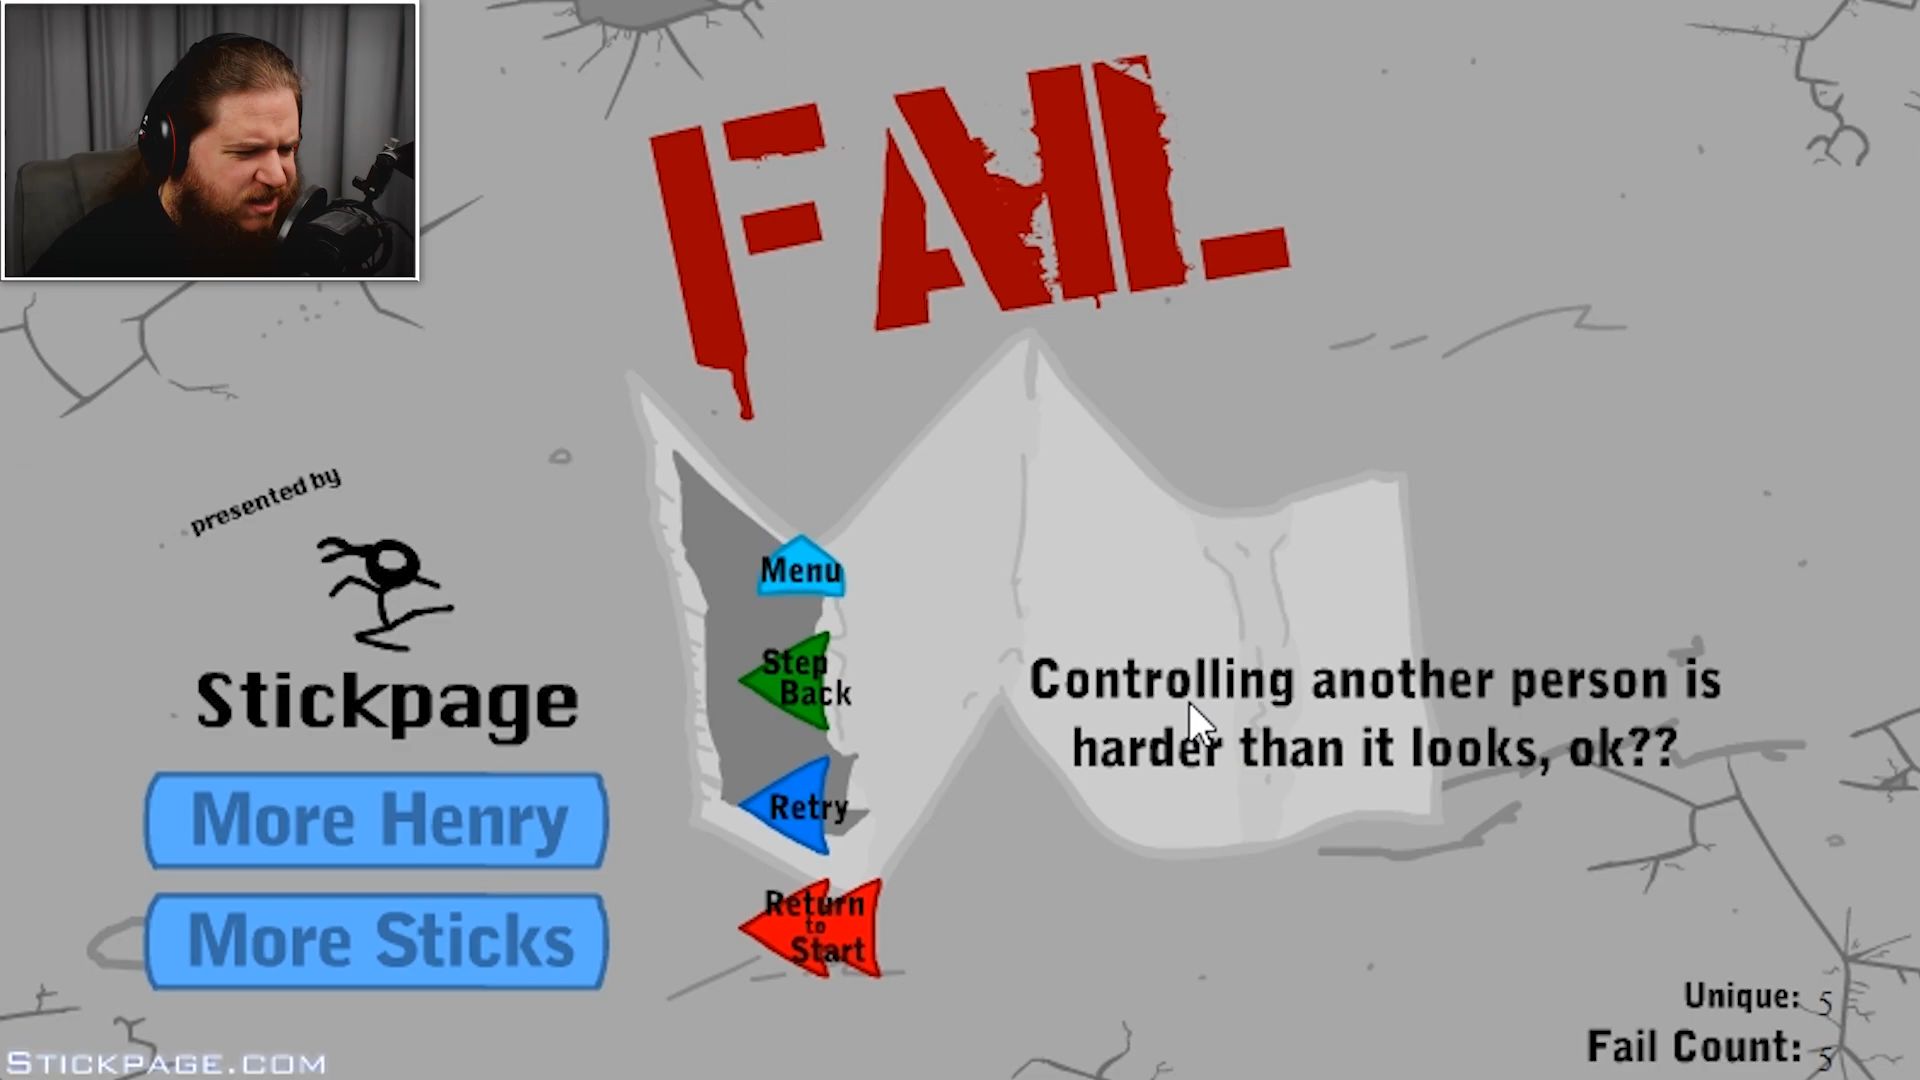 FAIL
presented by
Stickpage
More Henry
More Sticks
Menu
Step
Back
Retry
Return
to
Start
Controlling another person is
harder than it looks, ok??
Unique: 5
Fail Count: 5
STICKPAGE.COM